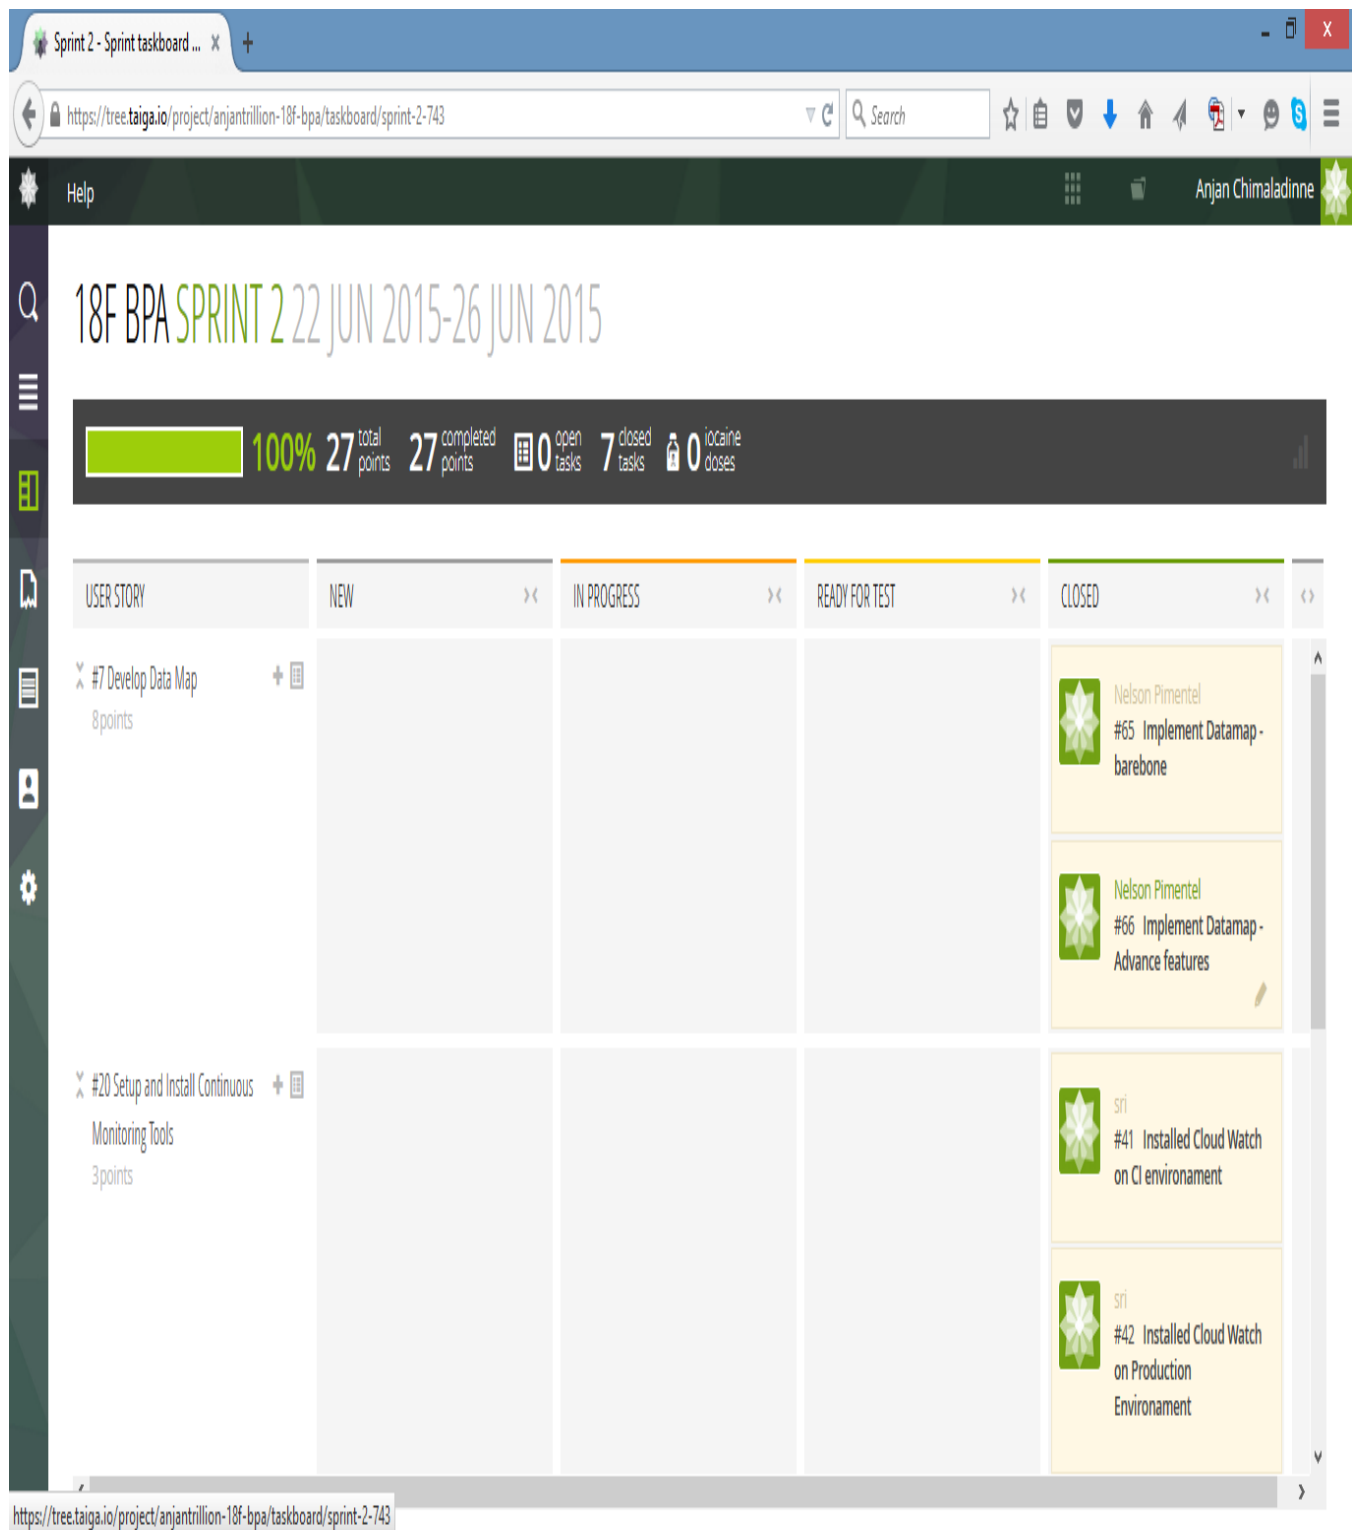 Sprint 2 - Sprint taskboard ...
https://tree.taiga.io/project/anjantrillion-18f-bpa/taskboard/sprint-2-743
Search
Help
Anjan Chimaladinne
18F BPA SPRINT 2 22 JUN 2015-26 JUN 2015
100% 27 total points 27 completed points 0 open tasks 7 closed tasks 0 iocaine doses
USER STORY NEW IN PROGRESS READY FOR TEST CLOSED
#7 Develop Data Map
8 points
Nelson Pimentel
#65 Implement Datamap -
barebone
Nelson Pimentel
#66 Implement Datamap -
Advance features
#20 Setup and Install Continuous
Monitoring Tools
3 points
sri
#41 Installed Cloud Watch
on CI environament
sri
#42 Installed Cloud Watch
on Production
Environament
https://tree.taiga.io/project/anjantrillion-18f-bpa/taskboard/sprint-2-743